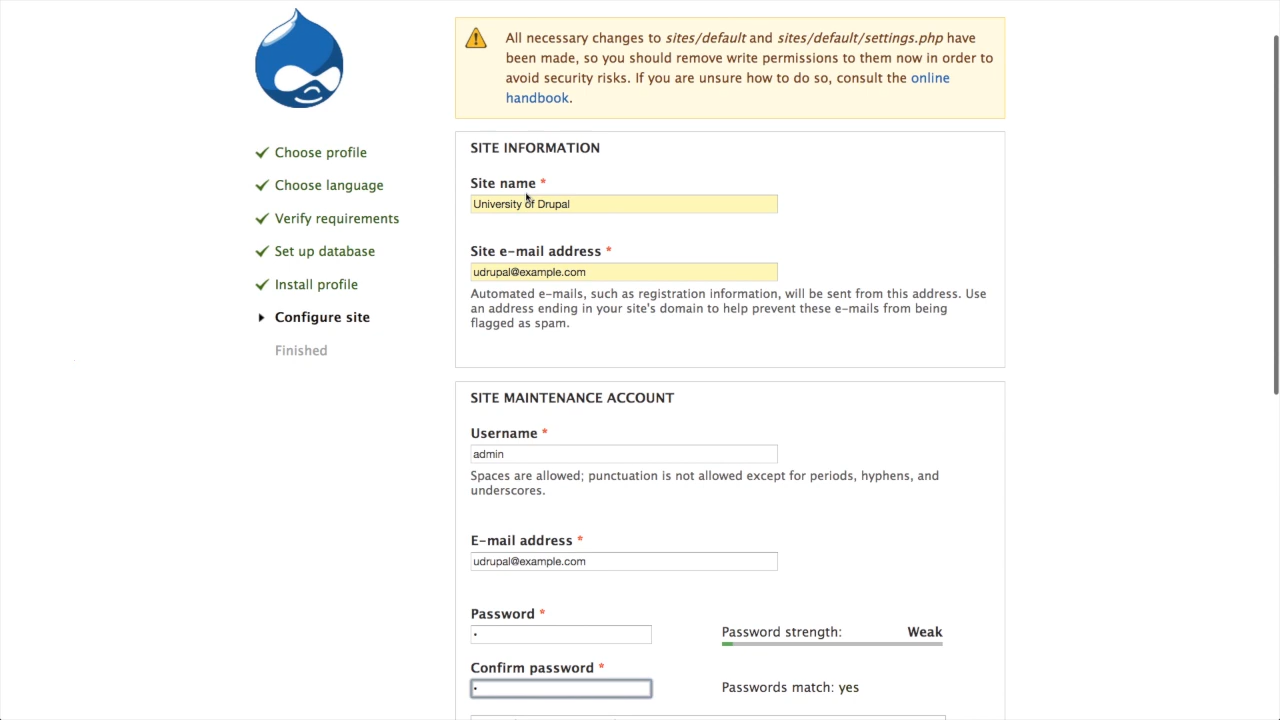 All necessary changes to sites/default and sites/default/settings.php have
been made, so you should remove write permissions to them now in order to
avoid security risks. If you are unsure how to do so, consult the online
handbook.
Choose profile
Choose language
Verify requirements
Set up database
Install profile
Configure site
Finished
SITE INFORMATION
Site name *
University of Drupal
Site e-mail address *
udrupal@example.com
Automated e-mails, such as registration information, will be sent from this address. Use
an address ending in your site's domain to help prevent these e-mails from being
flagged as spam.
SITE MAINTENANCE ACCOUNT
Username *
admin
Spaces are allowed; punctuation is not allowed except for periods, hyphens, and
underscores.
E-mail address *
udrupal@example.com
Password *
•
Password strength: Weak
Confirm password *
•
Passwords match: yes